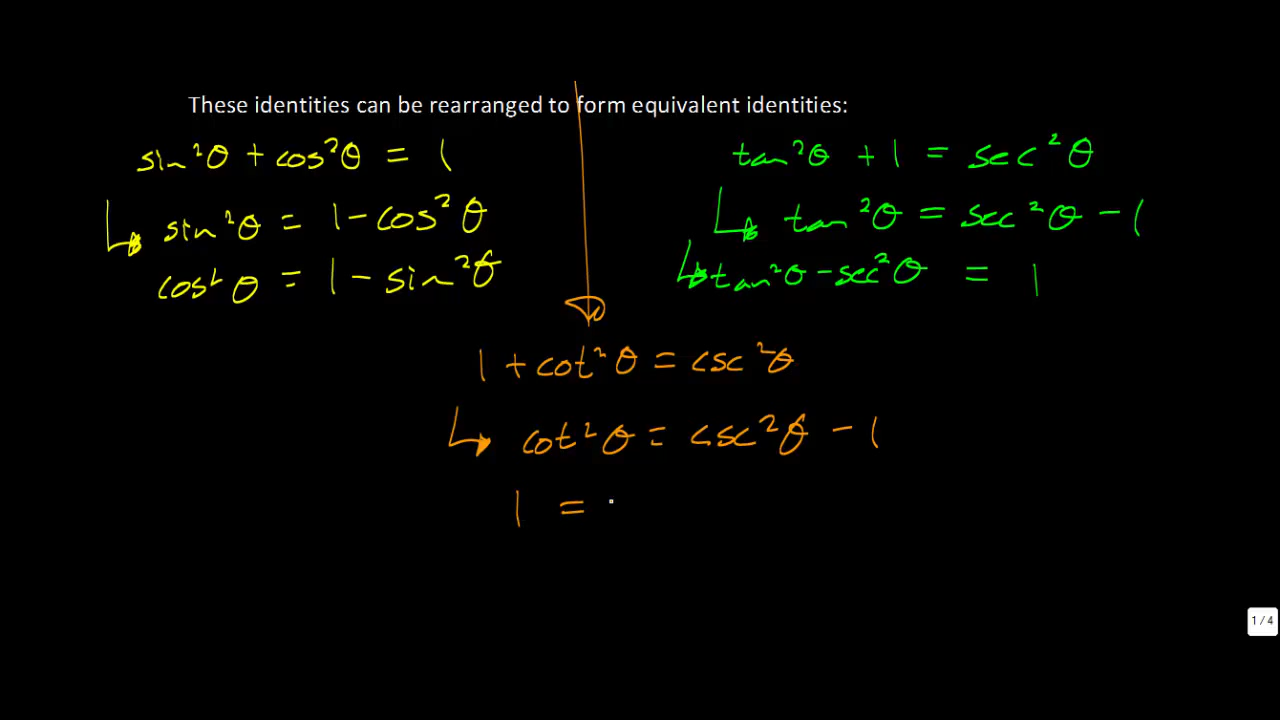 These identities can be rearranged to form equivalent identities:
sin²θ + cos²θ = 1
sin²θ = 1 - cos²θ
cos²θ = 1 - sin²θ
tan²θ + 1 = sec²θ
tan²θ = sec²θ - 1
tan²θ - sec²θ = 1
1 + cot²θ = csc²θ
cot²θ = csc²θ - 1
1 =
1 / 4